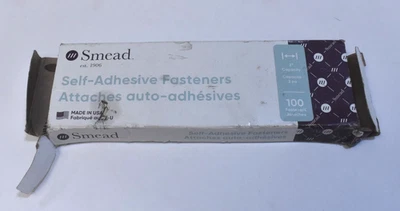 Smead
est. 1906
Self-Adhesive Fasteners
Attaches auto-adhésives
100
MADE IN USA
Fabriqué
Smead
Self-Adhesive Fasteners
Attaches auto-adhésives